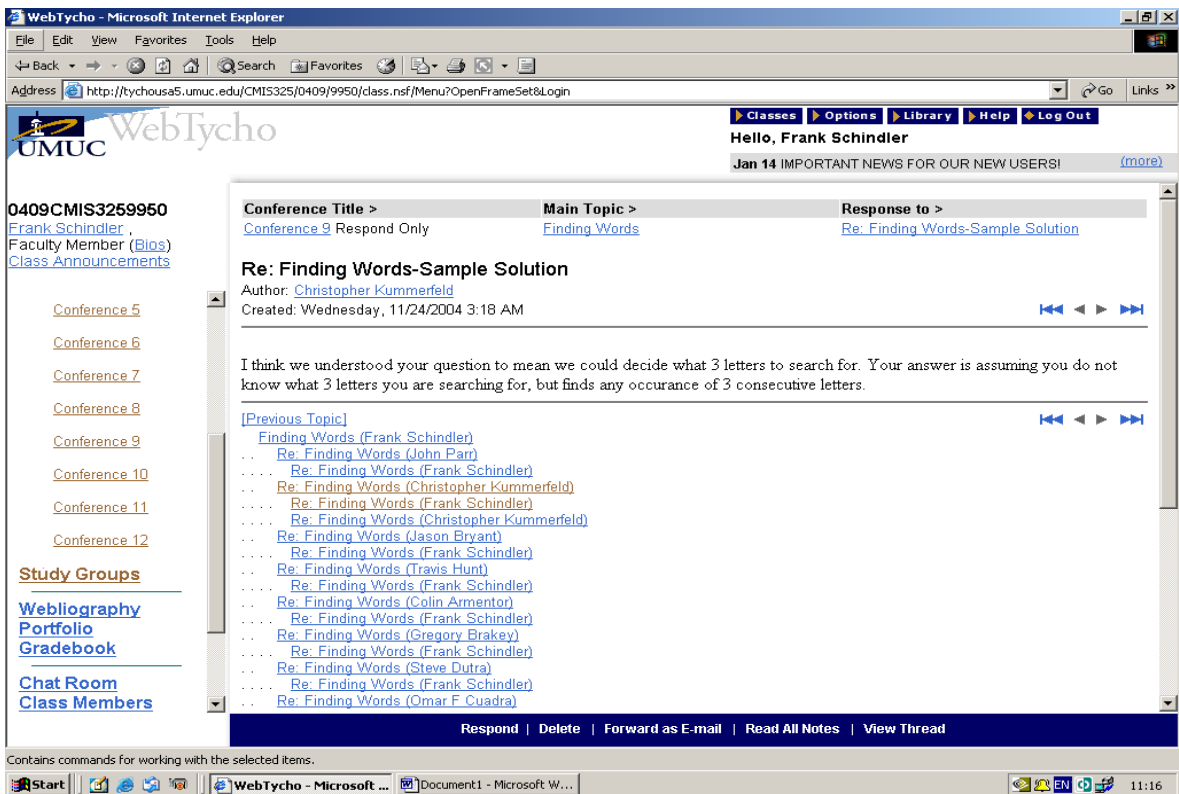 WebTycho - Microsoft Internet Explorer
File Edit View Favorites Tools Help
Back Search Favorites
Address http://tychousa5.umuc.edu/CMIS325/0409/9950/class.nsf/Menu?OpenFrameSet&Login Go Links »
UMUC WebTycho
Classes Options Library Help Log Out
Hello, Frank Schindler
Jan 14 IMPORTANT NEWS FOR OUR NEW USERS! (more)
0409CMIS3259950
Frank Schindler ,
Faculty Member (Bios)
Class Announcements
Conference 5
Conference 6
Conference 7
Conference 8
Conference 9
Conference 10
Conference 11
Conference 12
Study Groups
Webliography
Portfolio
Gradebook
Chat Room
Class Members
Conference Title > Main Topic > Response to >
Conference 9 Respond Only Finding Words Re: Finding Words-Sample Solution
Re: Finding Words-Sample Solution
Author: Christopher Kummerfeld
Created: Wednesday, 11/24/2004 3:18 AM
I think we understood your question to mean we could decide what 3 letters to search for. Your answer is assuming you do not
know what 3 letters you are searching for, but finds any occurance of 3 consecutive letters.
[Previous Topic]
Finding Words (Frank Schindler)
. . Re: Finding Words (John Parr)
. . . . Re: Finding Words (Frank Schindler)
. . Re: Finding Words (Christopher Kummerfeld)
. . . . Re: Finding Words (Frank Schindler)
. . . . Re: Finding Words (Christopher Kummerfeld)
. . Re: Finding Words (Jason Bryant)
. . . . Re: Finding Words (Frank Schindler)
. . Re: Finding Words (Travis Hunt)
. . . . Re: Finding Words (Frank Schindler)
. . Re: Finding Words (Colin Armentor)
. . . . Re: Finding Words (Frank Schindler)
. . Re: Finding Words (Gregory Brakey)
. . . . Re: Finding Words (Frank Schindler)
. . Re: Finding Words (Steve Dutra)
. . . . Re: Finding Words (Frank Schindler)
. . Re: Finding Words (Omar F Cuadra)
Respond | Delete | Forward as E-mail | Read All Notes | View Thread
Contains commands for working with the selected items.
Start WebTycho - Microsoft ... Document1 - Microsoft W... EN 11:16